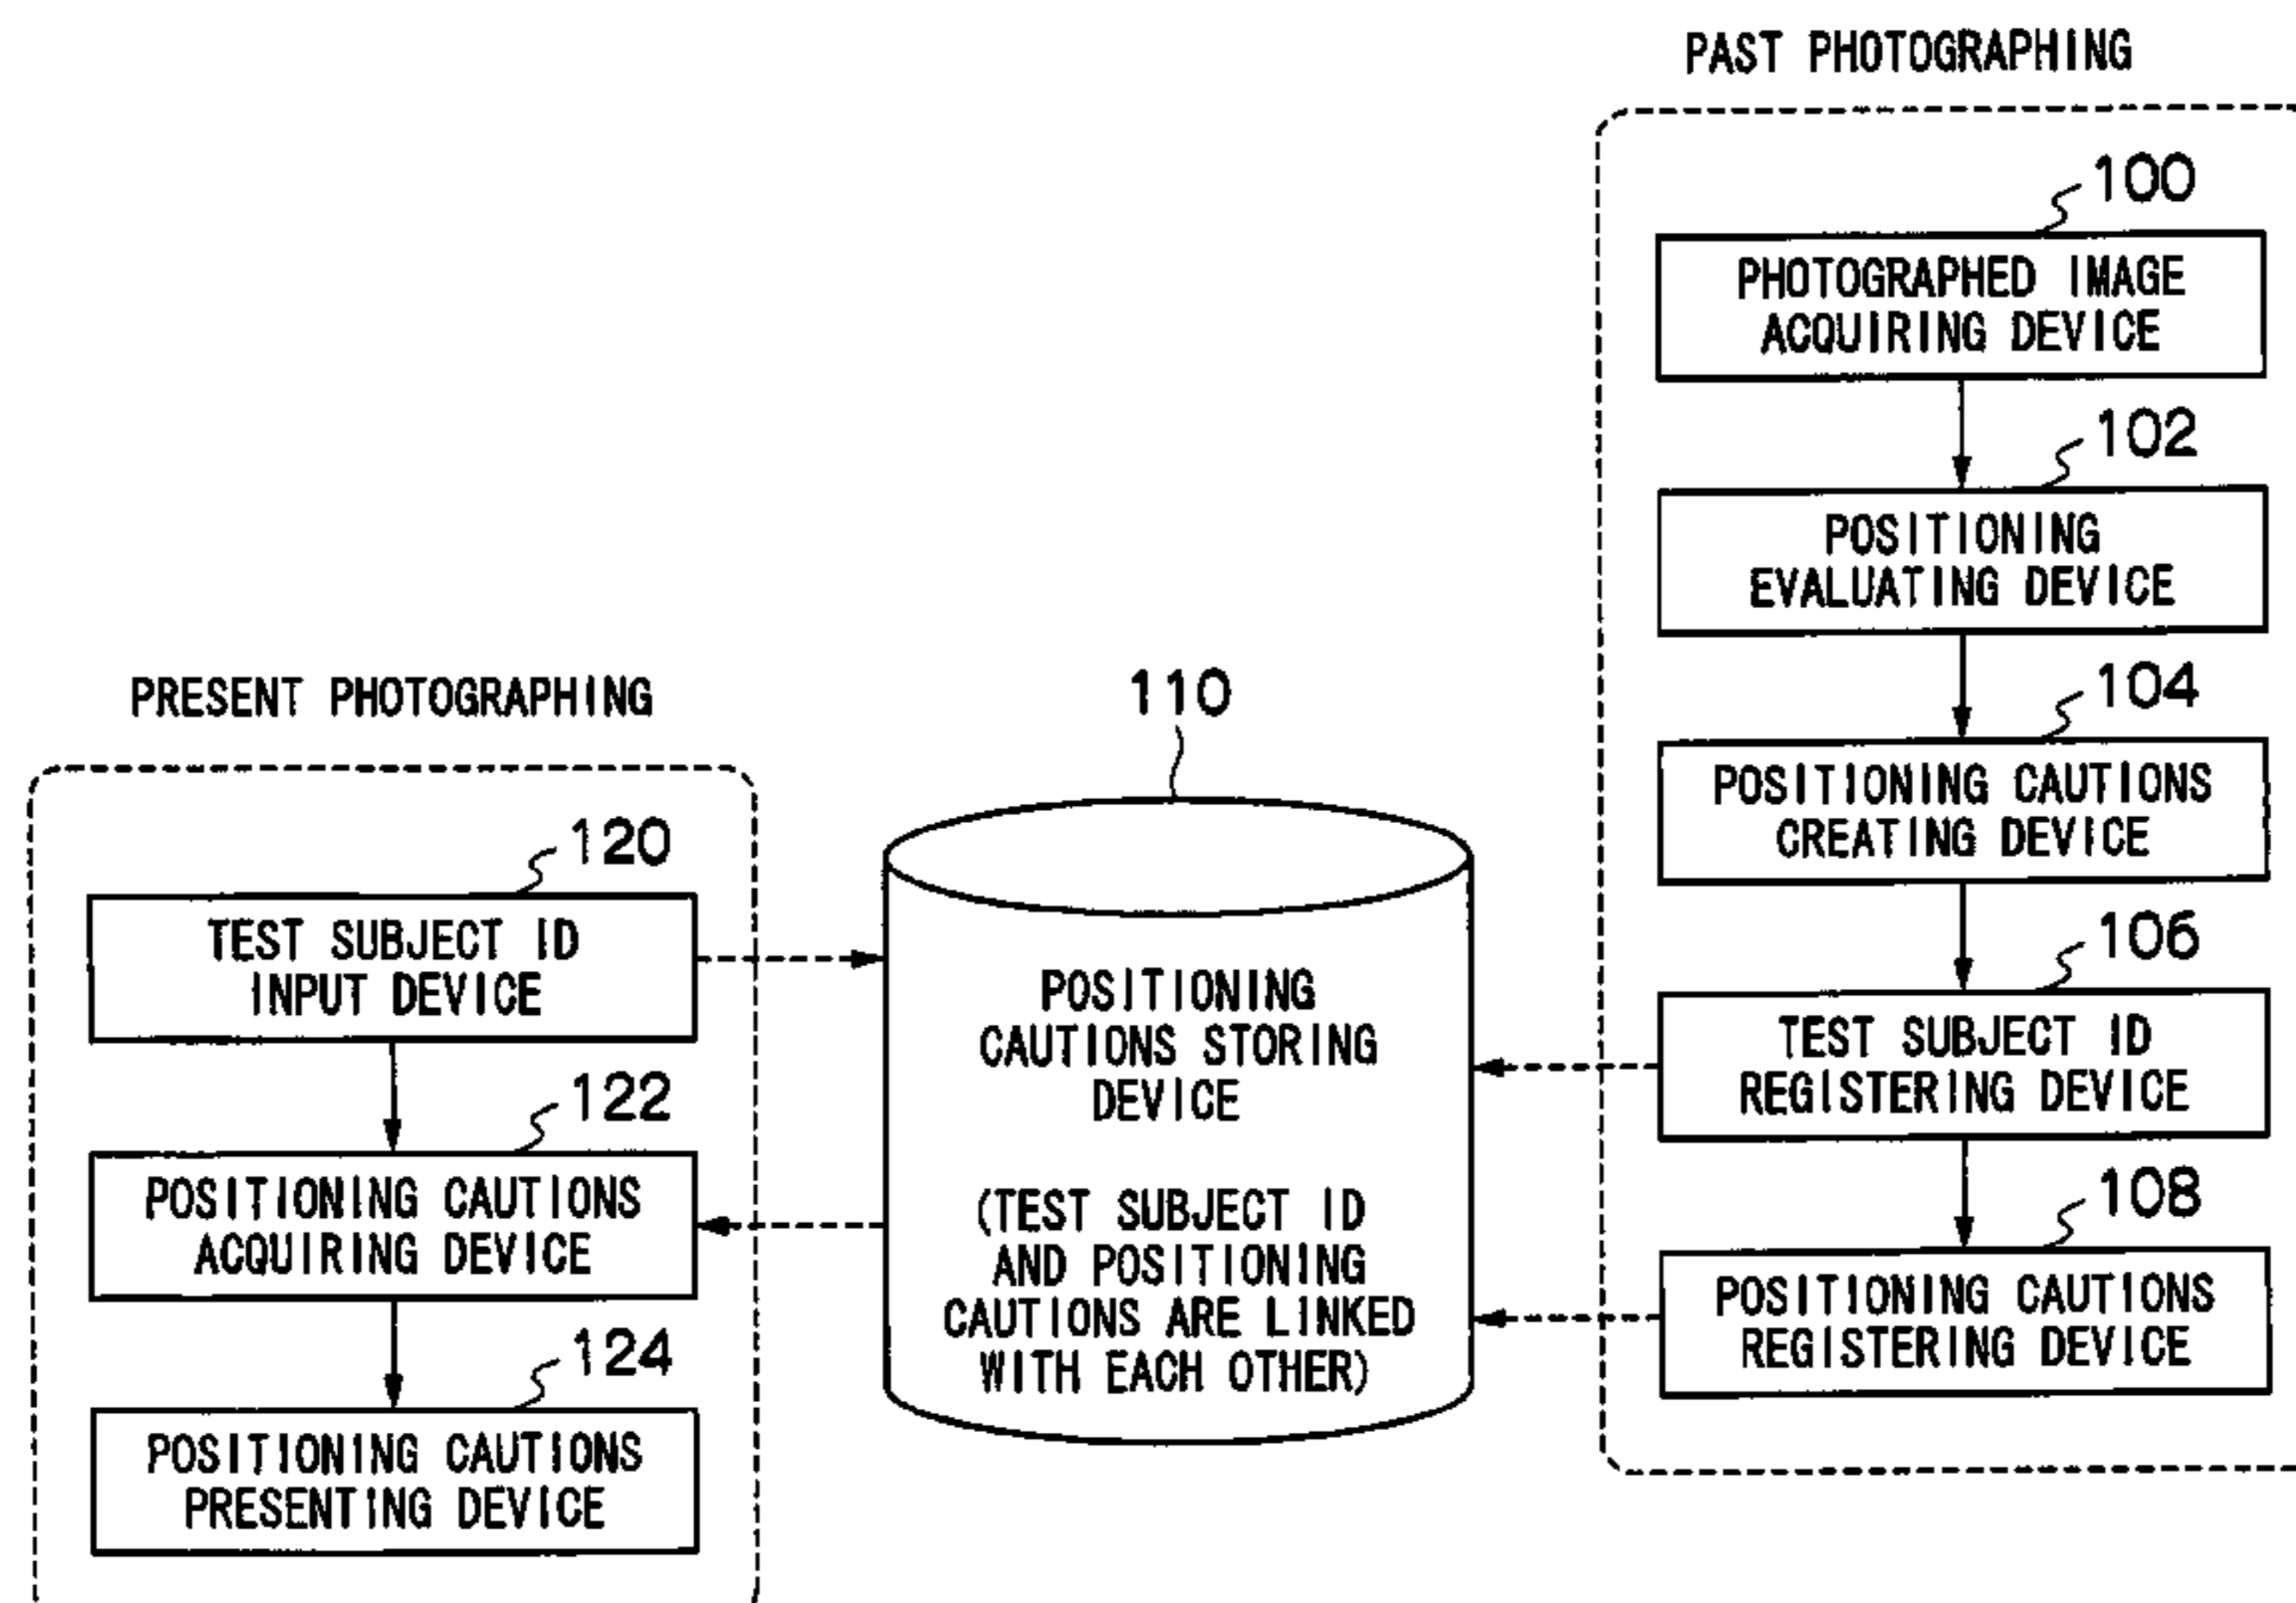 PAST PHOTOGRAPHING
100
PHOTOGRAPHED IMAGE
ACQUIRING DEVICE
102
POSITIONING
EVALUATING DEVICE
104
POSITIONING CAUTIONS
CREATING DEVICE
106
TEST SUBJECT ID
REGISTERING DEVICE
108
POSITIONING CAUTIONS
REGISTERING DEVICE
110
POSITIONING
CAUTIONS STORING
DEVICE
(TEST SUBJECT ID
AND POSITIONING
CAUTIONS ARE LINKED
WITH EACH OTHER)
PRESENT PHOTOGRAPHING
120
TEST SUBJECT ID
INPUT DEVICE
122
POSITIONING CAUTIONS
ACQUIRING DEVICE
124
POSITIONING CAUTIONS
PRESENTING DEVICE